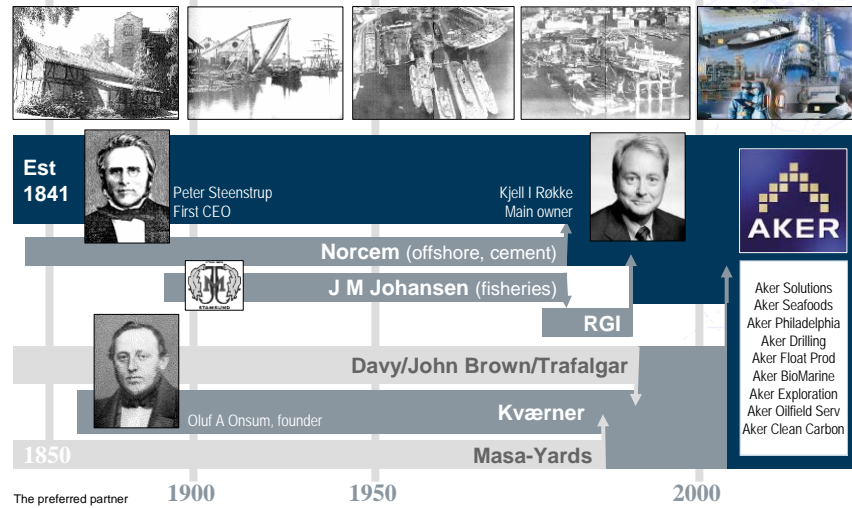 Est
1841
Peter Steenstrup
First CEO
Kjell I Røkke
Main owner
AKER
Norcem (offshore, cement)
J M Johansen (fisheries)
STAMSUND
RGI
Davy/John Brown/Trafalgar
Oluf A Onsum, founder
Kværner
Masa-Yards
Aker Solutions
Aker Seafoods
Aker Philadelphia
Aker Drilling
Aker Float Prod
Aker BioMarine
Aker Exploration
Aker Oilfield Serv
Aker Clean Carbon
1850
1900
1950
2000
The preferred partner